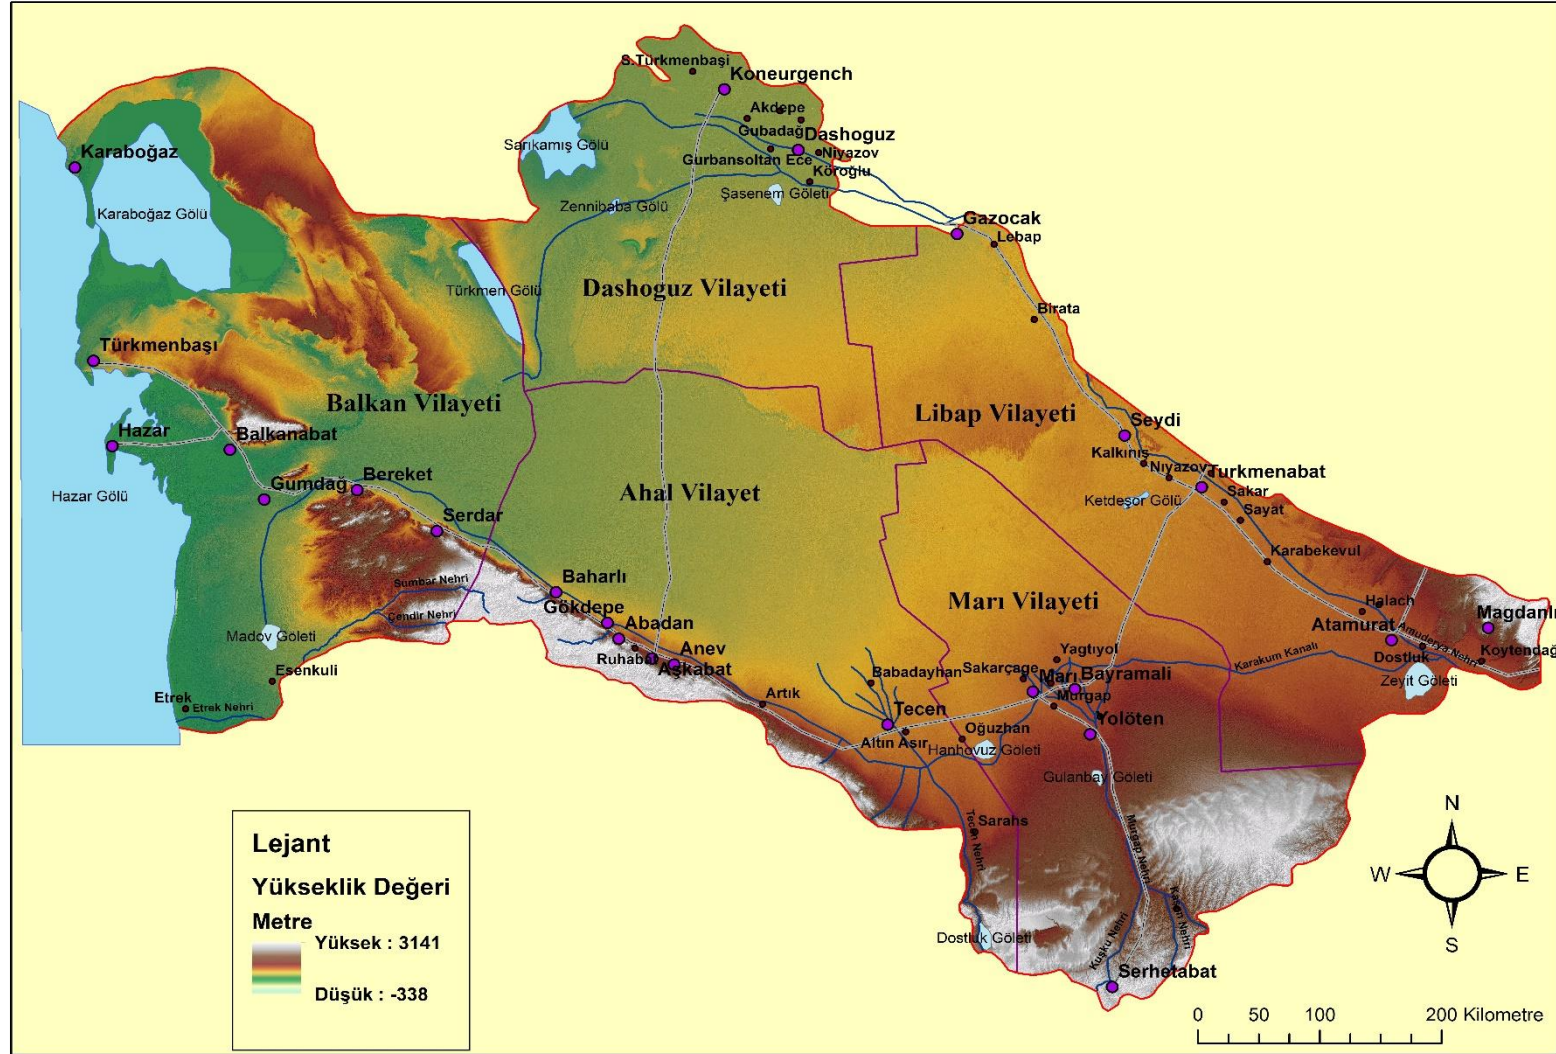 S.Türkmenbaşi
Koneurgench
Akdepe
Gubadağ
Dashoguz
Sarıkamış Gölü
Gurbansoltan Ece
Niyazov
Karaboğaz
Köroğlu
Şasenem Göleti
Zennibaba Gölü
Karaboğaz Gölü
Gazocak
Lebap
Türkmen Gölü
Dashoguz Vilayeti
Birata
Türkmenbaşı
Balkan Vilayeti
Libap Vilayeti
Seydi
Hazar
Balkanabat
Kalkınış
Niyazov
Turkmenabat
Bereket
Gumdağ
Hazar Gölü
Ahal Vilayet
Ketdeşor Gölü
Sakar
Sayat
Serdar
Karabekevul
Baharlı
Sumbar Nehri
Gökdepe
Marı Vilayeti
Halach
Çendir Nehri
Abadan
Atamurat
Magdanlı
Madov Göleti
Anev
Amuderya Nehri
Ruhabat
Aşkabat
Yagtıyol
Dostluk
Koytendağ
Esenkuli
Babadayhan
Sakarçage
Marı
Bayramali
Karakum Kanalı
Zeyit Göleti
Etrek
Etrek Nehri
Artık
Murgap
Tecen
Yolöten
Altın Asır
Oğuzhan
Hanhovuz Göleti
Gulanbay Göleti
Sarahs
Tecen Nehri
Murgap Nehri
Kaşan Nehri
Dostluk Göleti
Kuşku Nehri
Serhetabat
Lejant
Yükseklik Değeri
Metre
Yüksek : 3141
Düşük : -338
N
W
E
S
0 50 100 200 Kilometre